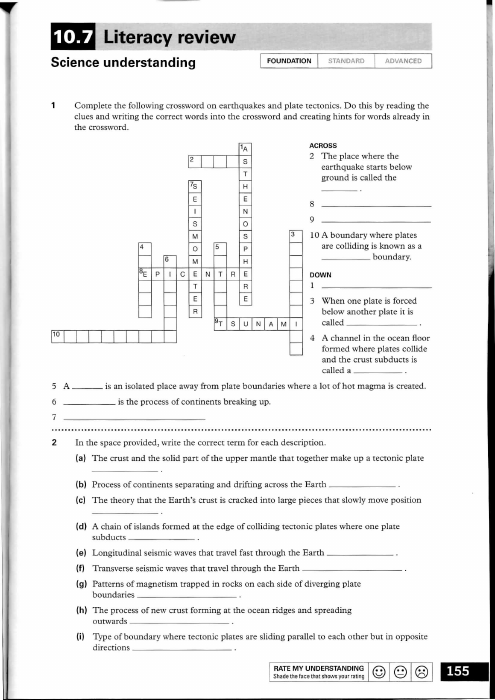 10.7 Literacy review
Science understanding
FOUNDATION STANDARD ADVANCED
1 Complete the following crossword on earthquakes and plate tectonics. Do this by reading the
clues and writing the correct words into the crossword and creating hints for words already in
the crossword.
1 A S T H E N O S P H E R E
2
7 S E I S M O M E T E R
3
4
5
6
8 E P I C E N T R E
9 T S U N A M I
10
ACROSS
2 The place where the
earthquake starts below
ground is called the
________ .
8 ________
9 ________
10 A boundary where plates
are colliding is known as a
________ boundary.
DOWN
1 ________
3 When one plate is forced
below another plate it is
called ________ .
4 A channel in the ocean floor
formed where plates collide
and the crust subducts is
called a ________ .
5 A ______ is an isolated place away from plate boundaries where a lot of hot magma is created.
6 ________ is the process of continents breaking up.
7 ________
2 In the space provided, write the correct term for each description.
(a) The crust and the solid part of the upper mantle that together make up a tectonic plate
________ .
(b) Process of continents separating and drifting across the Earth ________ .
(c) The theory that the Earth's crust is cracked into large pieces that slowly move position
________ .
(d) A chain of islands formed at the edge of colliding tectonic plates where one plate
subducts ________ .
(e) Longitudinal seismic waves that travel fast through the Earth ________ .
(f) Transverse seismic waves that travel through the Earth ________ .
(g) Patterns of magnetism trapped in rocks on each side of diverging plate
boundaries ________ .
(h) The process of new crust forming at the ocean ridges and spreading
outwards ________ .
(i) Type of boundary where tectonic plates are sliding parallel to each other but in opposite
directions ________ .
RATE MY UNDERSTANDING
Shade the face that shows your rating
155